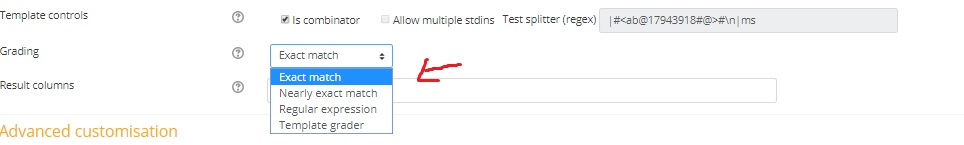 Template controls Is combinator Allow multiple stdins Test splitter (regex) |#<ab@17943918#@>#\n|ms
Grading Exact match
Exact match
Result columns
Nearly exact match
Regular expression
Template grader
Advanced customisation